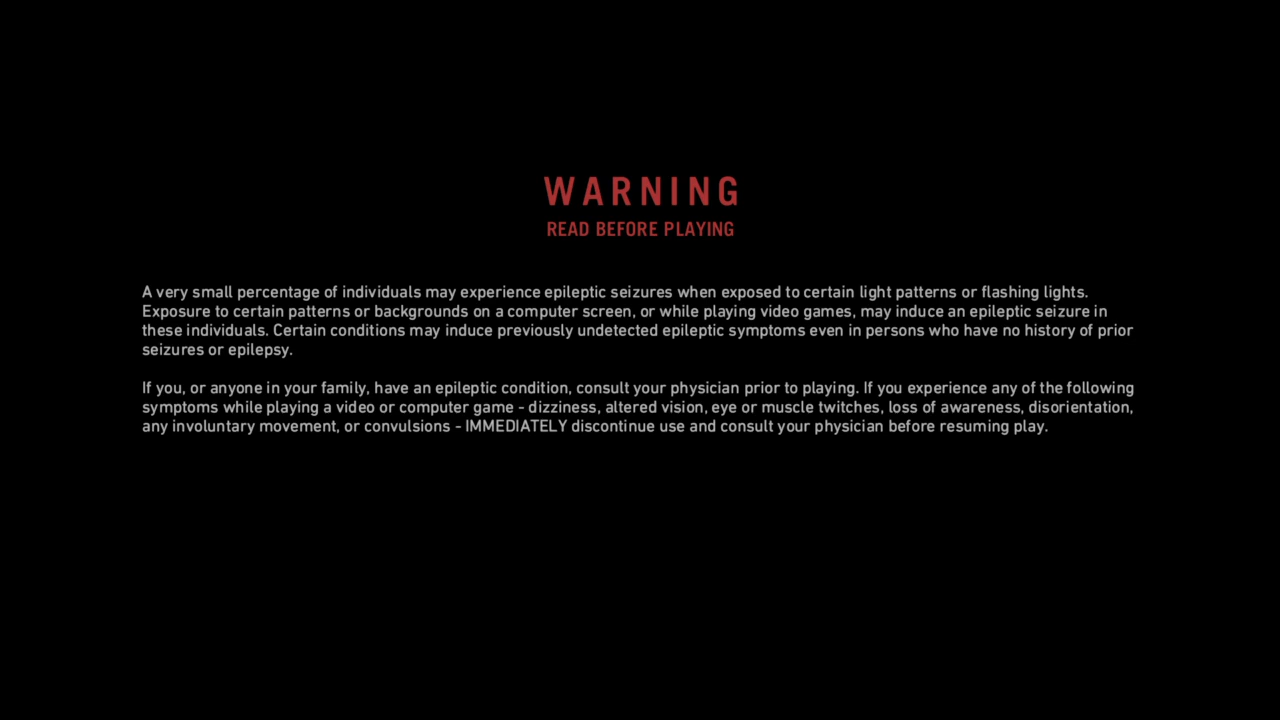 WARNING
READ BEFORE PLAYING
A very small percentage of individuals may experience epileptic seizures when exposed to certain light patterns or flashing lights.
Exposure to certain patterns or backgrounds on a computer screen, or while playing video games, may induce an epileptic seizure in
these individuals. Certain conditions may induce previously undetected epileptic symptoms even in persons who have no history of prior
seizures or epilepsy.
If you, or anyone in your family, have an epileptic condition, consult your physician prior to playing. If you experience any of the following
symptoms while playing a video or computer game - dizziness, altered vision, eye or muscle twitches, loss of awareness, disorientation,
any involuntary movement, or convulsions - IMMEDIATELY discontinue use and consult your physician before resuming play.